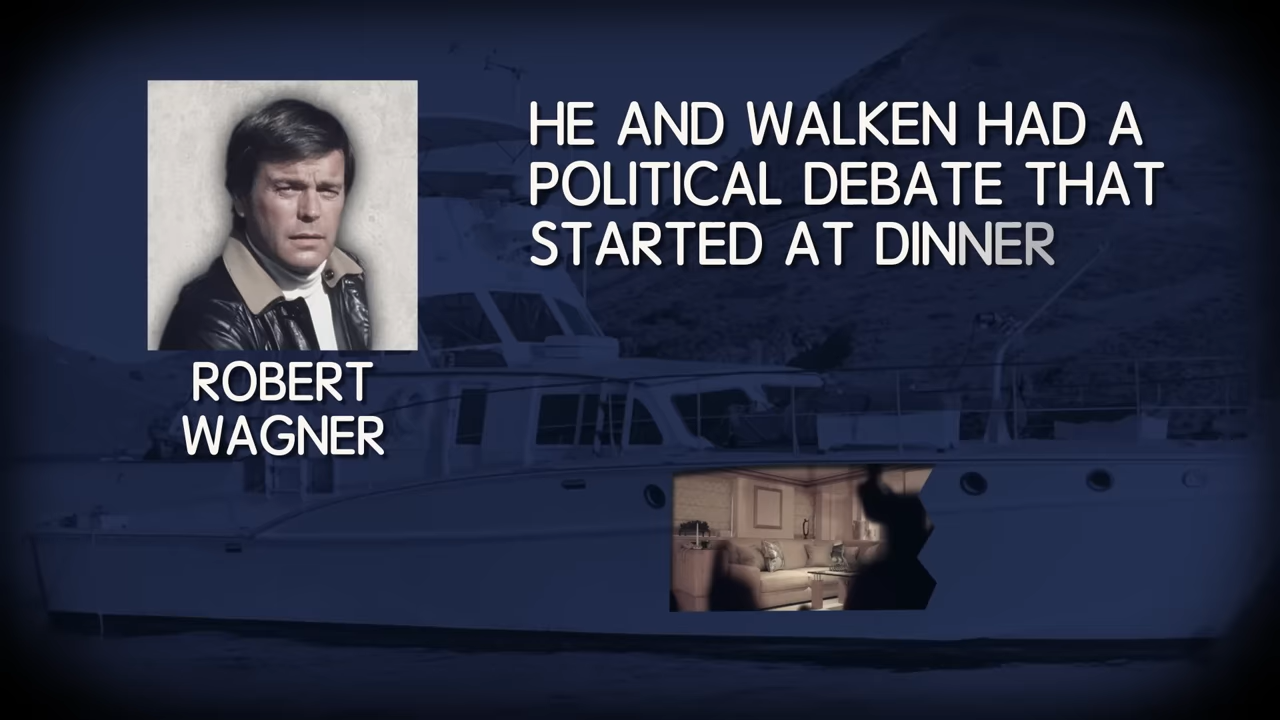 HE AND WALKEN HAD A
POLITICAL DEBATE THAT
STARTED AT DINNER
ROBERT
WAGNER